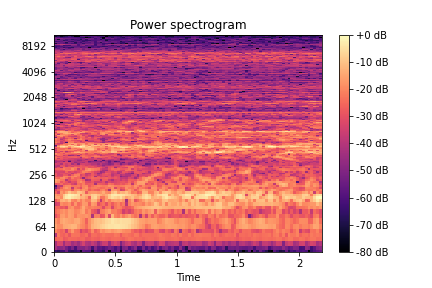 Power spectrogram
8192
4096
2048
1024
512
256
128
64
0
Hz
0 0.5 1 1.5 2
Time
+0 dB
-10 dB
-20 dB
-30 dB
-40 dB
-50 dB
-60 dB
-70 dB
-80 dB